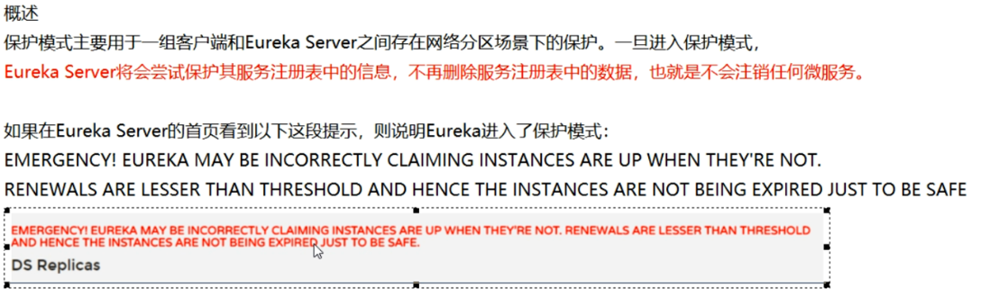 概述
保护模式主要用于一组客户端和Eureka Server之间存在网络分区场景下的保护。一旦进入保护模式，
Eureka Server将会尝试保护其服务注册表中的信息，不再删除服务注册表中的数据，也就是不会注销任何微服务。
如果在Eureka Server的首页看到以下这段提示，则说明Eureka进入了保护模式：
EMERGENCY! EUREKA MAY BE INCORRECTLY CLAIMING INSTANCES ARE UP WHEN THEY'RE NOT.
RENEWALS ARE LESSER THAN THRESHOLD AND HENCE THE INSTANCES ARE NOT BEING EXPIRED JUST TO BE SAFE
EMERGENCY! EUREKA MAY BE INCORRECTLY CLAIMING INSTANCES ARE UP WHEN THEY'RE NOT. RENEWALS ARE LESSER THAN THRESHOLD
AND HENCE THE INSTANCES ARE NOT BEING EXPIRED JUST TO BE SAFE.
DS Replicas